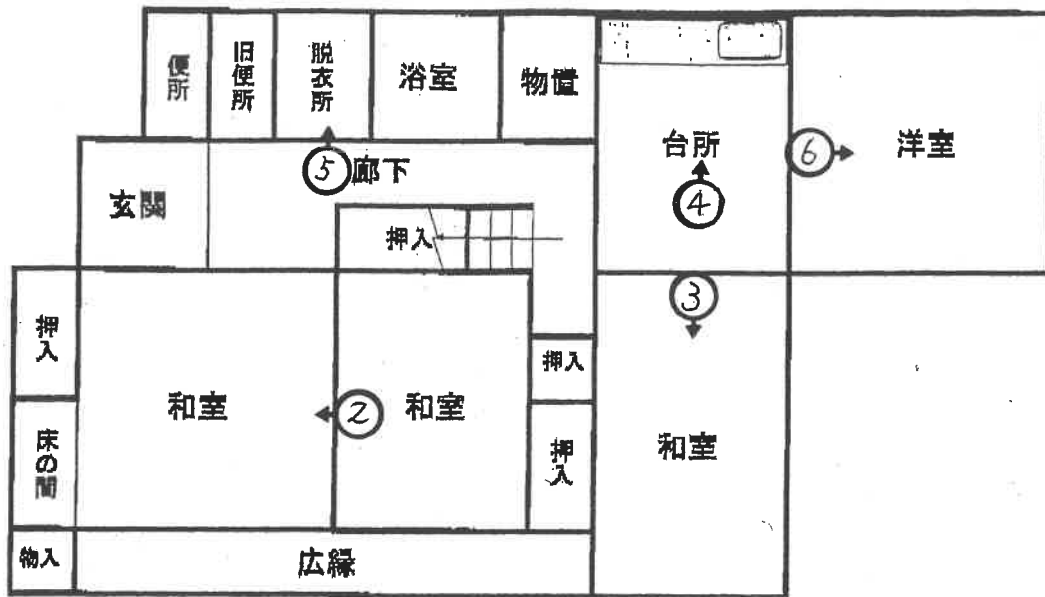 便所
旧便所
脱衣所
浴室
物置
台所
洋室
⑥
⑤
廊下
④
玄関
押入
③
押入
和室
②
和室
押入
床の間
押入
和室
物入
広縁